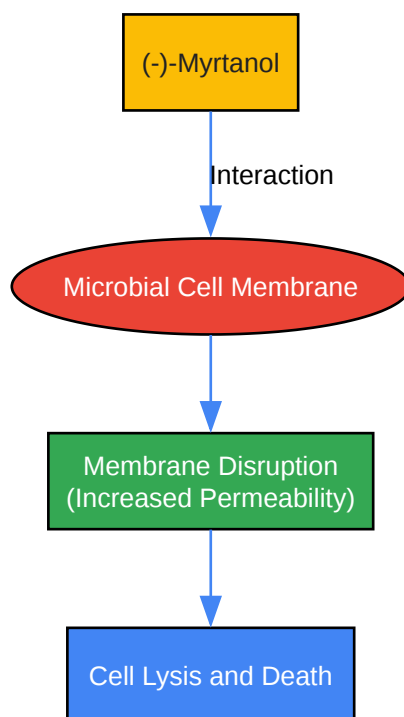 (-)-Myrtanol
Interaction
Microbial Cell Membrane
Membrane Disruption
(Increased Permeability)
Cell Lysis and Death